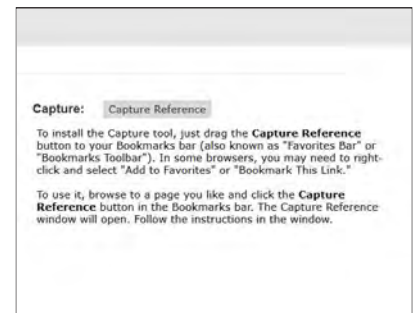 Capture: Capture Reference
To install the Capture tool, just drag the Capture Reference
button to your Bookmarks bar (also known as "Favorites Bar" or
"Bookmarks Toolbar"). In some browsers, you may need to right-
click and select "Add to Favorites" or "Bookmark This Link."
To use it, browse to a page you like and click the Capture
Reference button in the Bookmarks bar. The Capture Reference
window will open. Follow the instructions in the window.